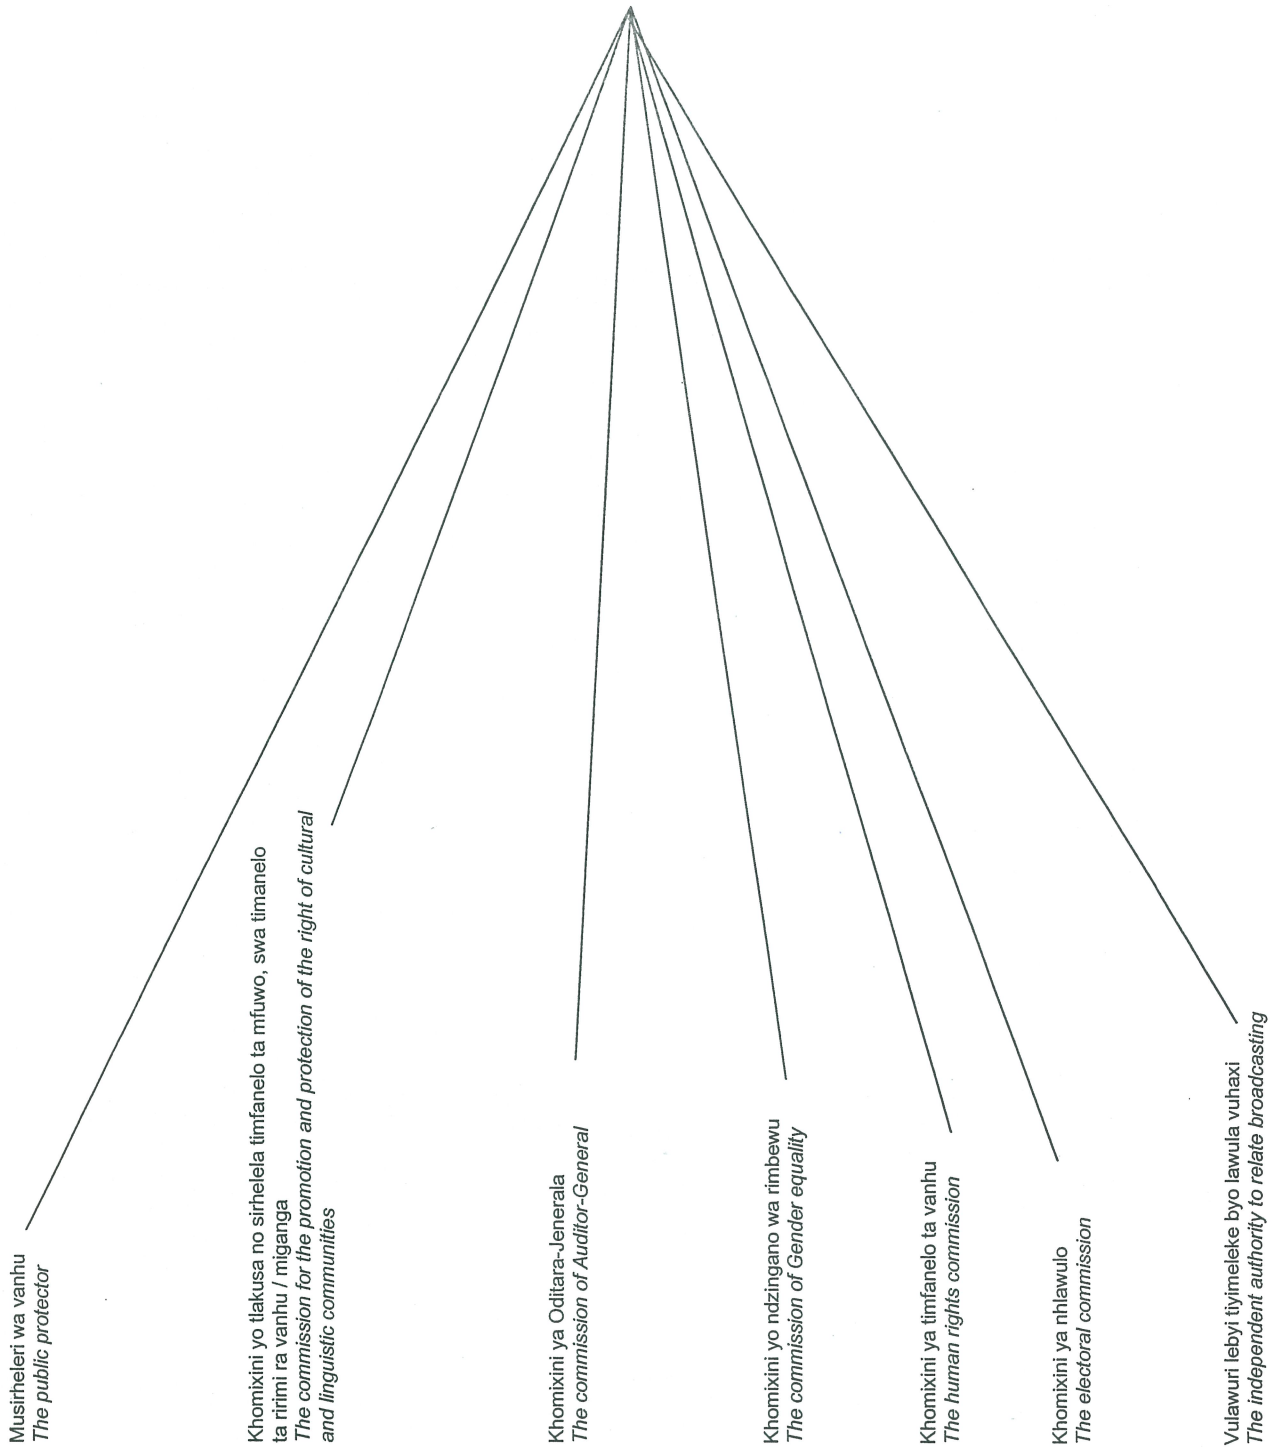 Musirheleri wa vanhu
The public protector
Khomixini yo tlakusa no sirhelela timfanelo ta mfuwo, swa timanelo
ta ririmi ra vanhu / miganga
The commission for the promotion and protection of the right of cultural
and linguistic communities
Khomixini ya Oditara-Jenerala
The commission of Auditor-General
Khomixini yo ndzingano wa rimbewu
The commission of Gender equality
Khomixini ya timfanelo ta vanhu
The human rights commission
Khomixini ya nhlawulo
The electoral commission
Vulawuri lebyi tiyimeleke byo lawula vuhaxi
The independent authority to relate broadcasting